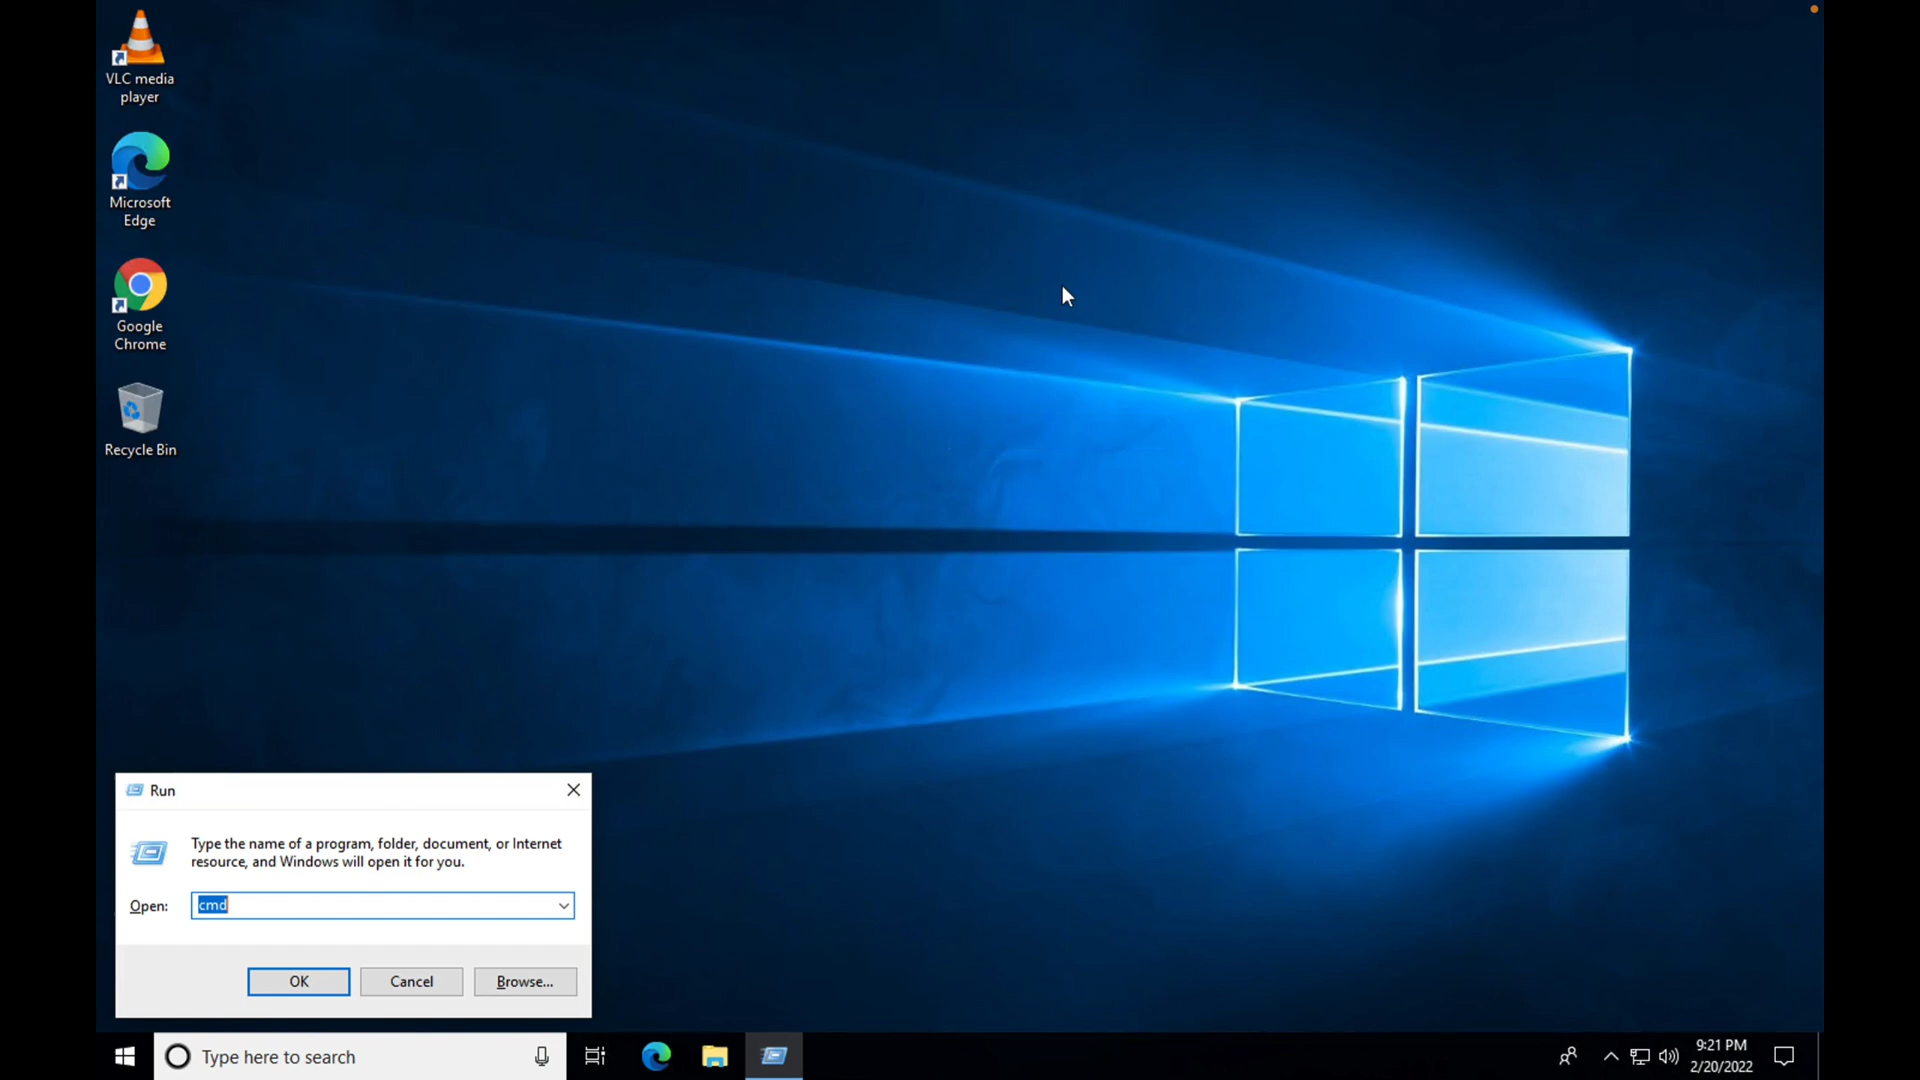 VLC media
player
Microsoft
Edge
Google
Chrome
Recycle Bin
Run
Type the name of a program, folder, document, or Internet
resource, and Windows will open it for you.
Open: cmd
OK Cancel Browse...
Type here to search
9:21 PM
2/20/2022